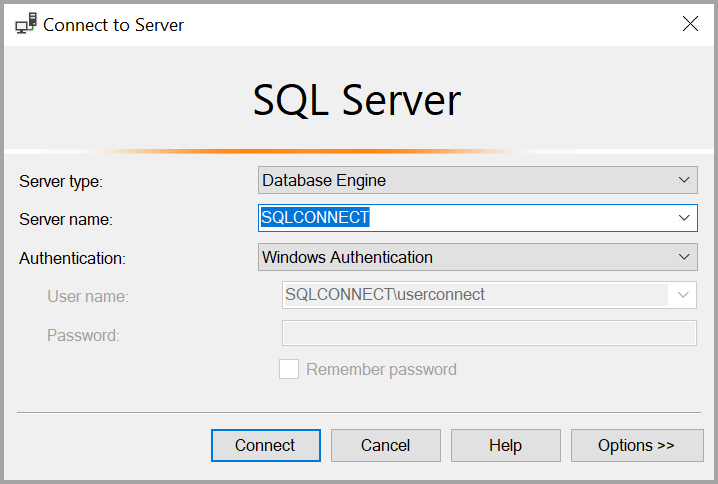 Connect to Server
SQL Server
Server type: Database Engine
Server name: SQLCONNECT
Authentication: Windows Authentication
User name: SQLCONNECT\userconnect
Password:
Remember password
Connect Cancel Help Options >>